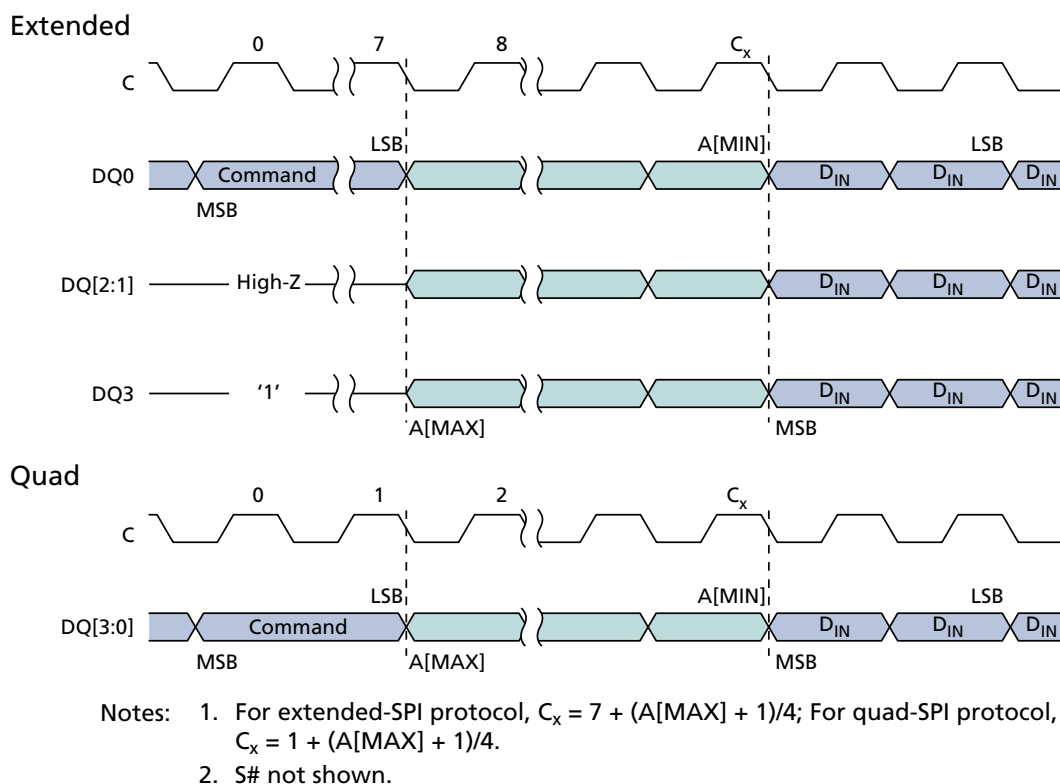 Extended
0 7 8 Cx
C
LSB A[MIN] LSB
DQ0 Command DIN DIN DIN
MSB
DQ[2:1] High-Z DIN DIN DIN
DQ3 '1' DIN DIN DIN
A[MAX] MSB
Quad
0 1 2 Cx
C
LSB A[MIN] LSB
DQ[3:0] Command DIN DIN DIN
MSB A[MAX] MSB
Notes: 1. For extended-SPI protocol, Cx = 7 + (A[MAX] + 1)/4; For quad-SPI protocol,
Cx = 1 + (A[MAX] + 1)/4.
2. S# not shown.